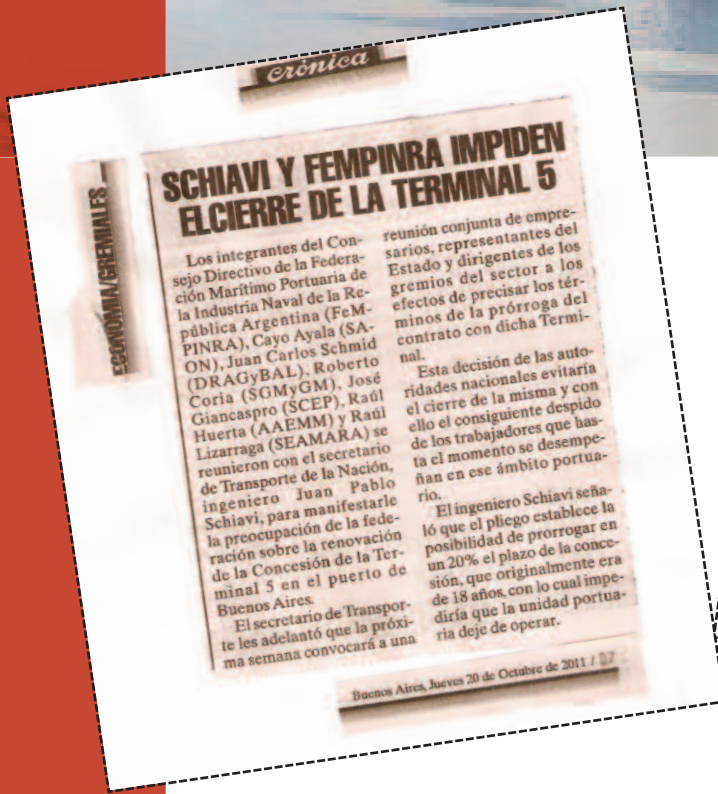 crónica
ECONOMIA/GREMIALES
SCHIAVI Y FEMPINRA IMPIDEN
ELCIERRE DE LA TERMINAL 5
Los integrantes del Con-
sejo Directivo de la Federa-
ción Marítimo Portuaria de
la Industria Naval de la Re-
pública Argentina (FeM-
PINRA), Cayo Ayala (SA-
ON), Juan Carlos Schmid
(DRAGyBAL), Roberto
Coria (SGMyGM), José
Giancaspro (SCEP), Raúl
Huerta (AAEMM) y Raúl
Lizarraga (SEAMARA) se
reunieron con el secretario
de Transporte de la Nación,
ingeniero Juan Pablo
Schiavi, para manifestarle
la preocupación de la fede-
ración sobre la renovación
de la Concesión de la Ter-
minal 5 en el puerto de
Buenos Aires.
El secretario de Transpor-
te les adelantó que la próxi-
ma semana convocará a una
reunión conjunta de empre-
sarios, representantes del
Estado y dirigentes de los
gremios del sector a los
efectos de precisar los tér-
minos de la prórroga del
contrato con dicha Termi-
nal.
Esta decisión de las auto-
ridades nacionales evitaría
el cierre de la misma y con
ello el consiguiente despido
de los trabajadores que has-
ta el momento se desempe-
ñan en ese ámbito portua-
rio.
El ingeniero Schiavi seña-
ló que el pliego establece la
posibilidad de prorrogar en
un 20% el plazo de la conce-
sión, que originalmente era
de 18 años, con lo cual impe-
diría que la unidad portua-
ria deje de operar.
Buenos Aires, Jueves 20 de Octubre de 2011 / 07